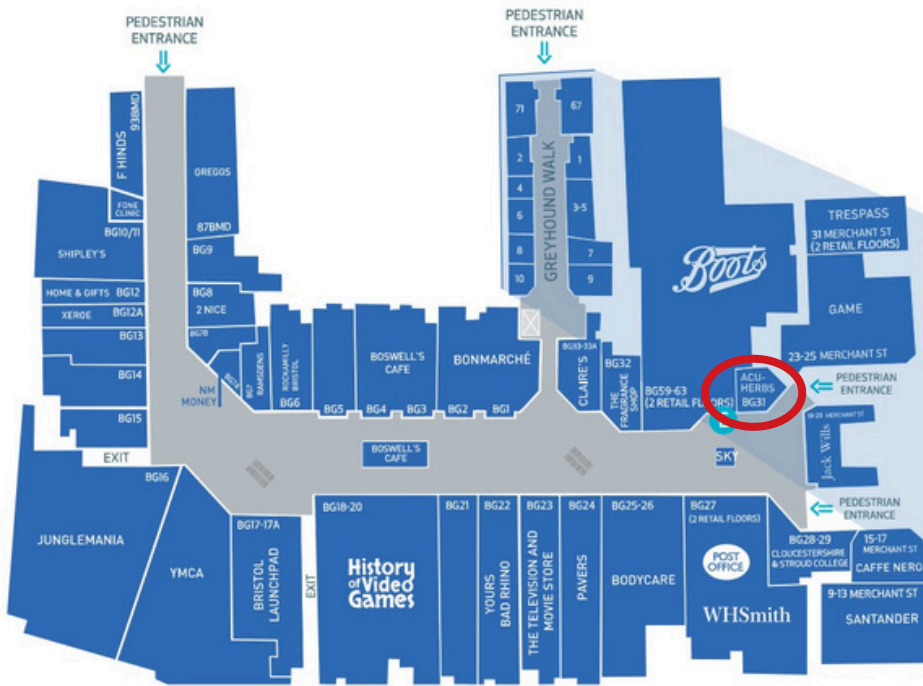 PEDESTRIAN
ENTRANCE
PEDESTRIAN
ENTRANCE
F HINDS
93BMD
FONE
CLINIC
BG10/11
SHIPLEY'S
HOME & GIFTS BG12
XEROE BG12A
BG13
BG14
BG15
EXIT
GREGGS
87BMD
BG9
BG8
2 NICE
BG7B
BG7A
NM
MONEY
BG7
RAMSDENS
ROCKAMILLY
BRISTOL
BG6
BG5
BOSWELL'S
CAFE
BG4
BG3
BONMARCHÉ
BG2
BG1
71
67
2
1
4
3-5
6
8
7
10
9
GREYHOUND WALK
BG33-33A
CLAIRE'S
BG32
THE
FRAGRANCE
SHOP
Boots
BG59-63
(2 RETAIL FLOORS)
TRESPASS
31 MERCHANT ST
(2 RETAIL FLOORS)
GAME
23-25 MERCHANT ST
ACU-
HERBS
BG31
PEDESTRIAN
ENTRANCE
19-23 MERCHANT ST
Jack Wills
SKY
BOSWELL'S
CAFE
PEDESTRIAN
ENTRANCE
BG16
JUNGLEMANIA
YMCA
BG17-17A
BRISTOL
LAUNCHPAD
EXIT
BG18-20
History
of Video
Games
BG21
BG22
YOURS
BAD RHINO
BG23
THE TELEVISION AND
MOVIE STORE
BG24
PAVERS
BG25-26
BODYCARE
BG27
(2 RETAIL FLOORS)
POST
OFFICE
WHSmith
BG28-29
CLOUCESTERSHIRE
& STROUD COLLEGE
15-17
MERCHANT ST
CAFFE NERO
9-13 MERCHANT ST
SANTANDER